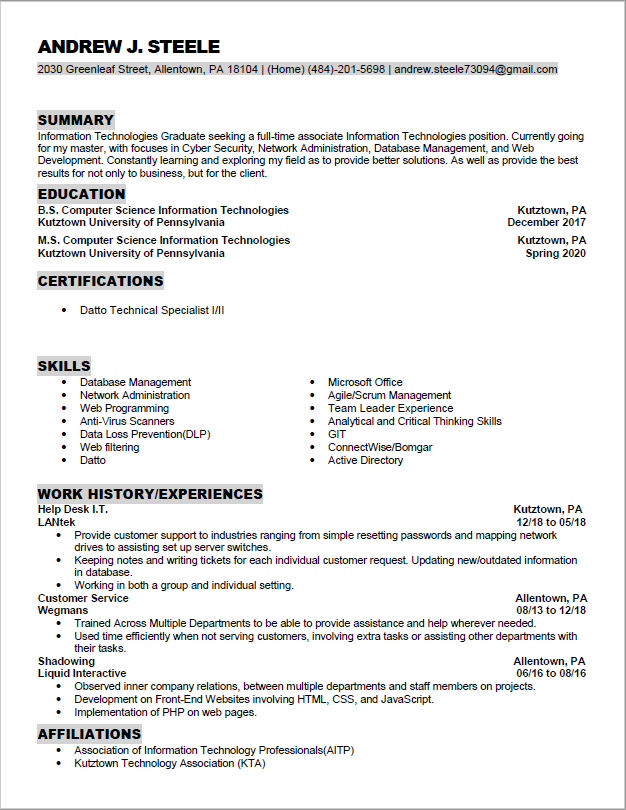 ANDREW J. STEELE
2030 Greenleaf Street, Allentown, PA 18104 | (Home) (484)-201-5698 | andrew.steele73094@gmail.com
SUMMARY
Information Technologies Graduate seeking a full-time associate Information Technologies position. Currently going
for my master, with focuses in Cyber Security, Network Administration, Database Management, and Web
Development. Constantly learning and exploring my field as to provide better solutions. As well as provide the best
results for not only to business, but for the client.
EDUCATION
B.S. Computer Science Information Technologies Kutztown, PA
Kutztown University of Pennsylvania December 2017
M.S. Computer Science Information Technologies Kutztown, PA
Kutztown University of Pennsylvania Spring 2020
CERTIFICATIONS
• Datto Technical Specialist I/II
SKILLS
• Database Management
• Network Administration
• Web Programming
• Anti-Virus Scanners
• Data Loss Prevention(DLP)
• Web filtering
• Datto
• Microsoft Office
• Agile/Scrum Management
• Team Leader Experience
• Analytical and Critical Thinking Skills
• GIT
• ConnectWise/Bomgar
• Active Directory
WORK HISTORY/EXPERIENCES
Help Desk I.T. Kutztown, PA
LANtek 12/18 to 05/18
• Provide customer support to industries ranging from simple resetting passwords and mapping network
drives to assisting set up server switches.
• Keeping notes and writing tickets for each individual customer request. Updating new/outdated information
in database.
• Working in both a group and individual setting.
Customer Service Allentown, PA
Wegmans 08/13 to 12/18
• Trained Across Multiple Departments to be able to provide assistance and help wherever needed.
• Used time efficiently when not serving customers, involving extra tasks or assisting other departments with
their tasks.
Shadowing Allentown, PA
Liquid Interactive 06/16 to 08/16
• Observed inner company relations, between multiple departments and staff members on projects.
• Development on Front-End Websites involving HTML, CSS, and JavaScript.
• Implementation of PHP on web pages.
AFFILIATIONS
• Association of Information Technology Professionals(AITP)
• Kutztown Technology Association (KTA)